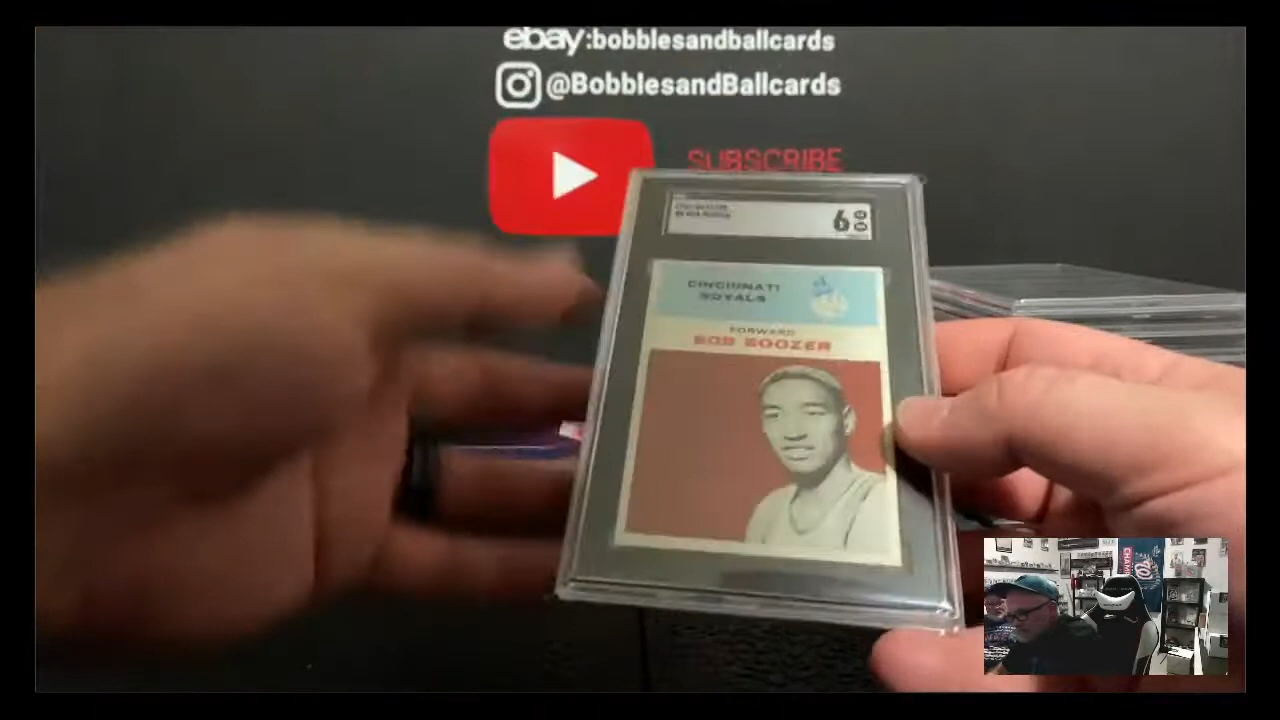 ebay:bobblesandballcards
@BobblesandBallcards
SUBSCRIBE
6
CINCINNATI
ROYALS
FORWARD
BOB BOOZER